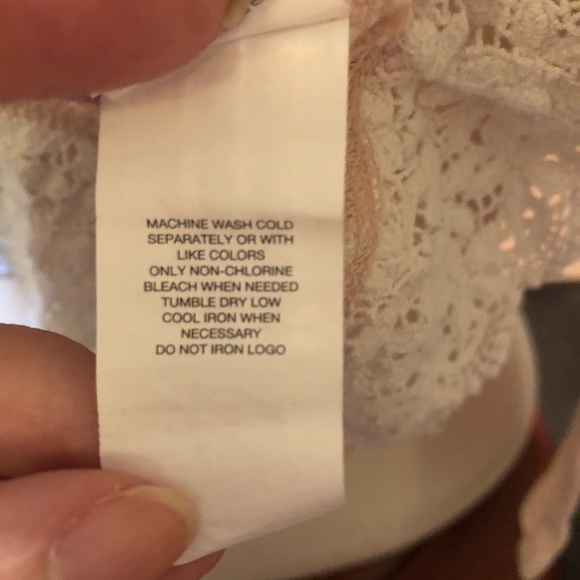 MACHINE WASH COLD
SEPARATELY OR WITH
LIKE COLORS
ONLY NON-CHLORINE
BLEACH WHEN NEEDED
TUMBLE DRY LOW
COOL IRON WHEN
NECESSARY
DO NOT IRON LOGO